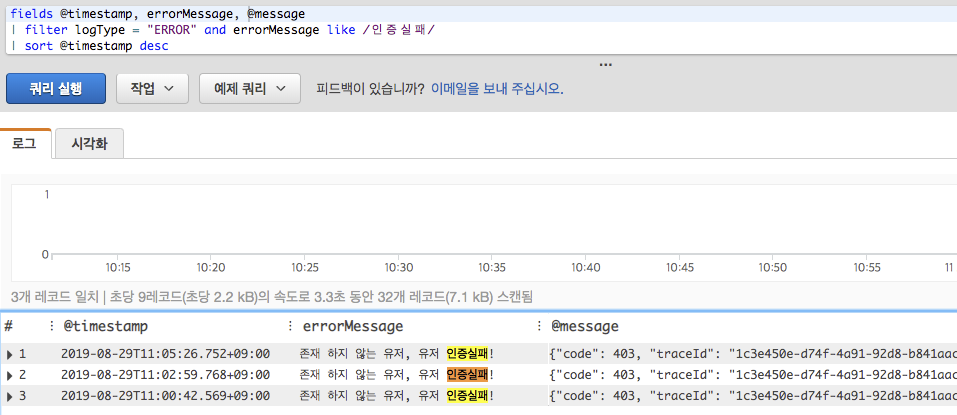 fields @timestamp, errorMessage, @message
| filter logType = "ERROR" and errorMessage like /인증실패/
| sort @timestamp desc
쿼리 실행 작업 예제 쿼리 피드백이 있습니까? 이메일을 보내 주십시오.
로그 시각화
1
0
10:15 10:20 10:25 10:30 10:35 10:40 10:45 10:50 10:55 11
3개 레코드 일치 | 초당 9레코드(초당 2.2 kB)의 속도로 3.3초 동안 32개 레코드(7.1 kB) 스캔됨
# @timestamp errorMessage @message
1 2019-08-29T11:05:26.752+09:00 존재 하지 않는 유저, 유저 인증실패! {"code": 403, "traceId": "1c3e450e-d74f-4a91-92d8-b841aac
2 2019-08-29T11:02:59.768+09:00 존재 하지 않는 유저, 유저 인증실패! {"code": 403, "traceId": "1c3e450e-d74f-4a91-92d8-b841aac
3 2019-08-29T11:00:42.569+09:00 존재 하지 않는 유저, 유저 인증실패! {"code": 403, "traceId": "1c3e450e-d74f-4a91-92d8-b841aac